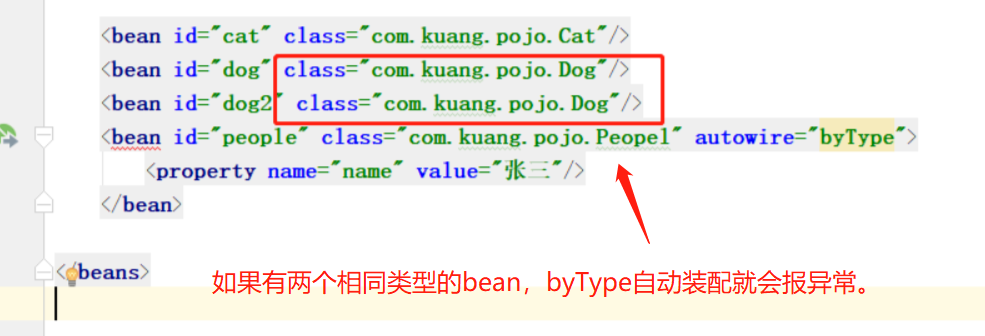 <bean id="cat" class="com.kuang.pojo.Cat"/>
<bean id="dog" class="com.kuang.pojo.Dog"/>
<bean id="dog2" class="com.kuang.pojo.Dog"/>
<bean id="people" class="com.kuang.pojo.Peopel" autowire="byType">
<property name="name" value="张三"/>
</bean>
</beans>
如果有两个相同类型的bean，byType自动装配就会报异常。